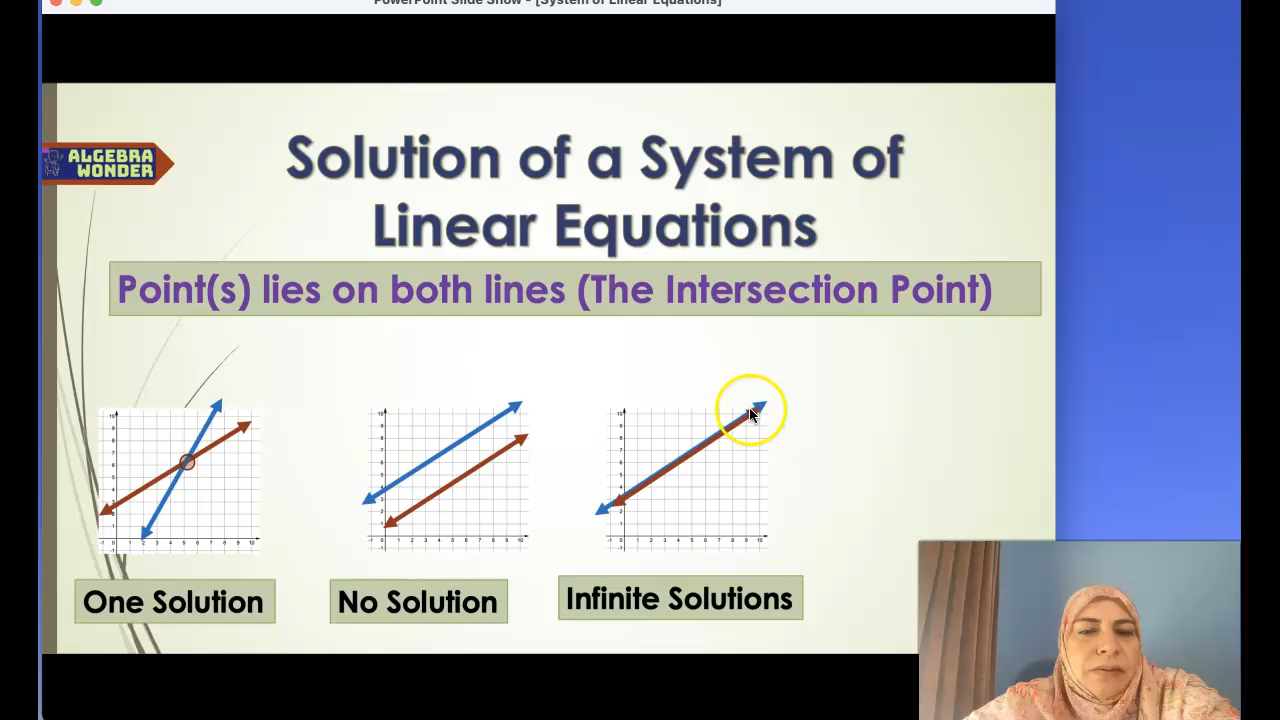 PowerPoint Slide Show - [System of Linear Equations]
ALGEBRA
WONDER
Solution of a System of
Linear Equations
Point(s) lies on both lines (The Intersection Point)
One Solution
No Solution
Infinite Solutions